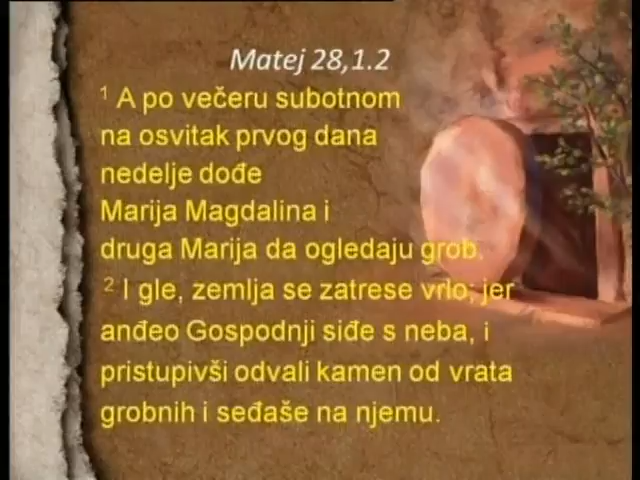 Matej 28,1.2
1 A po večeru subotnom
na osvitak prvog dana
nedelje dođe
Marija Magdalina i
druga Marija da ogledaju grob.
2 I gle, zemlja se zatrese vrlo; jer
anđeo Gospodnji siđe s neba, i
pristupivši odvali kamen od vrata
grobnih i seđaše na njemu.